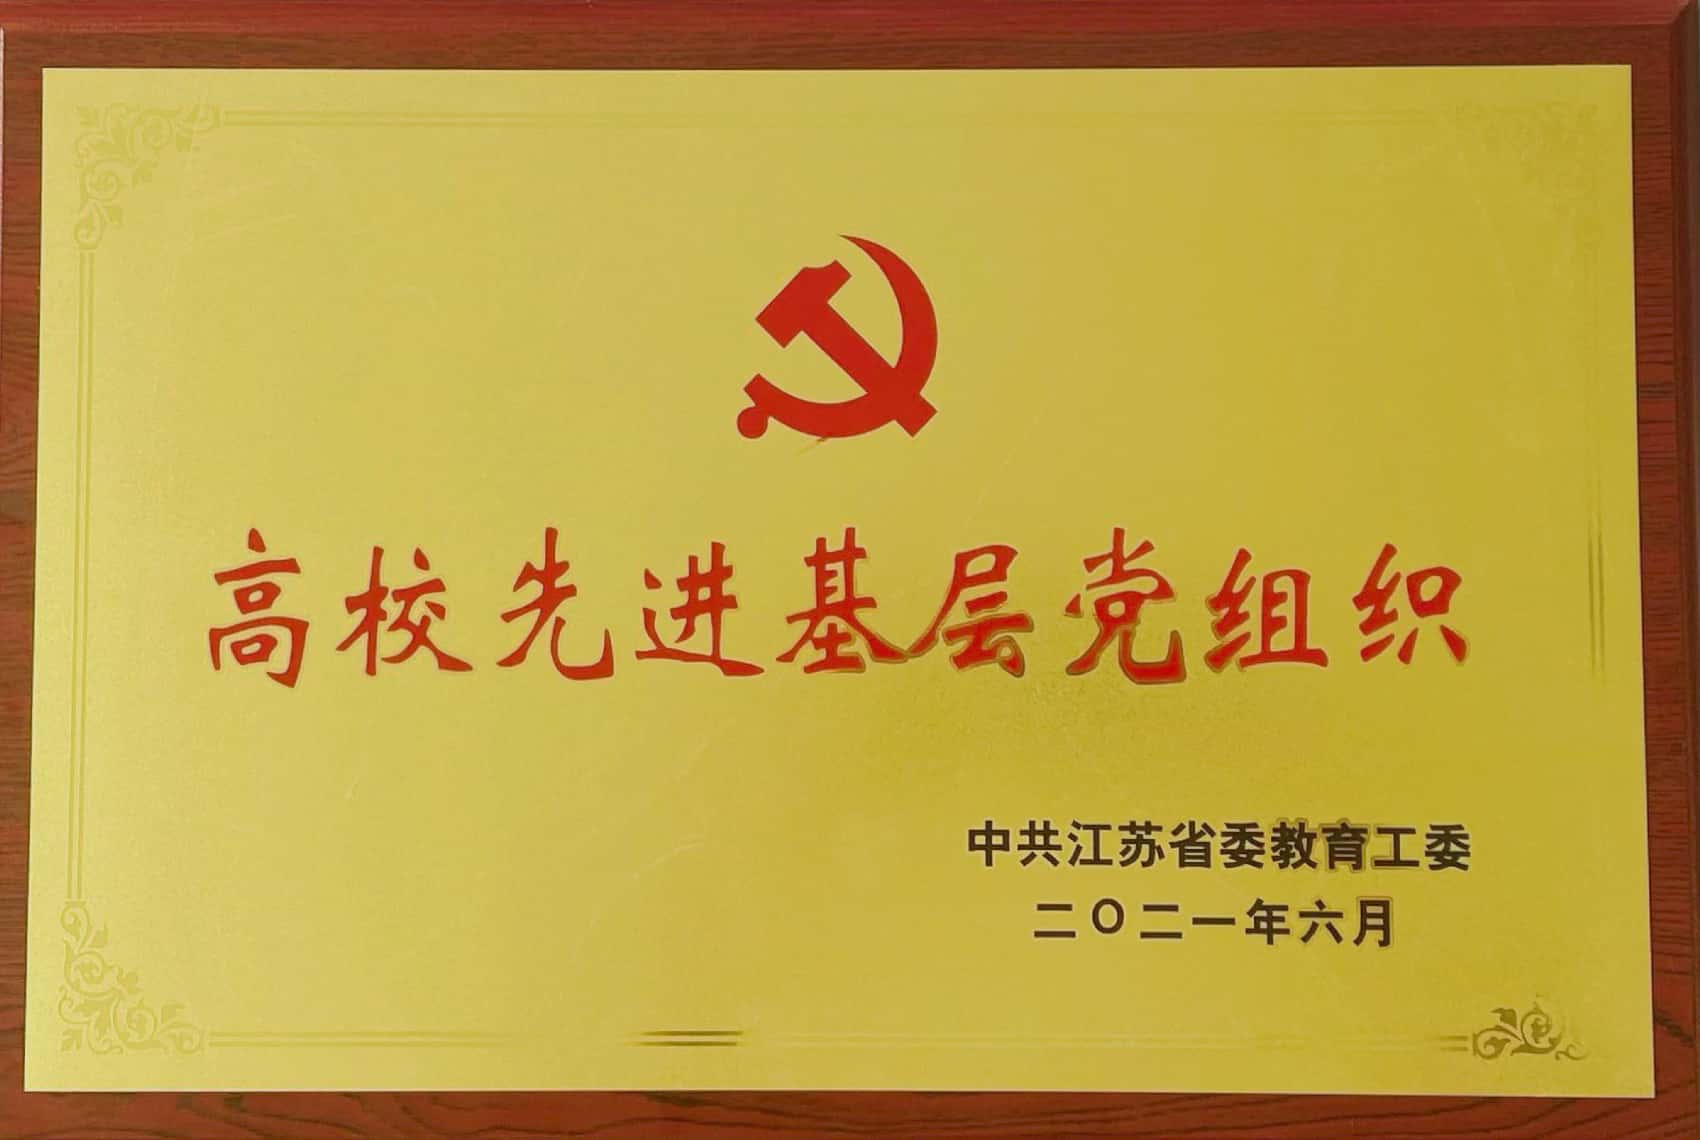 高校先进基层党组织
中共江苏省委教育工委
二〇二一年六月